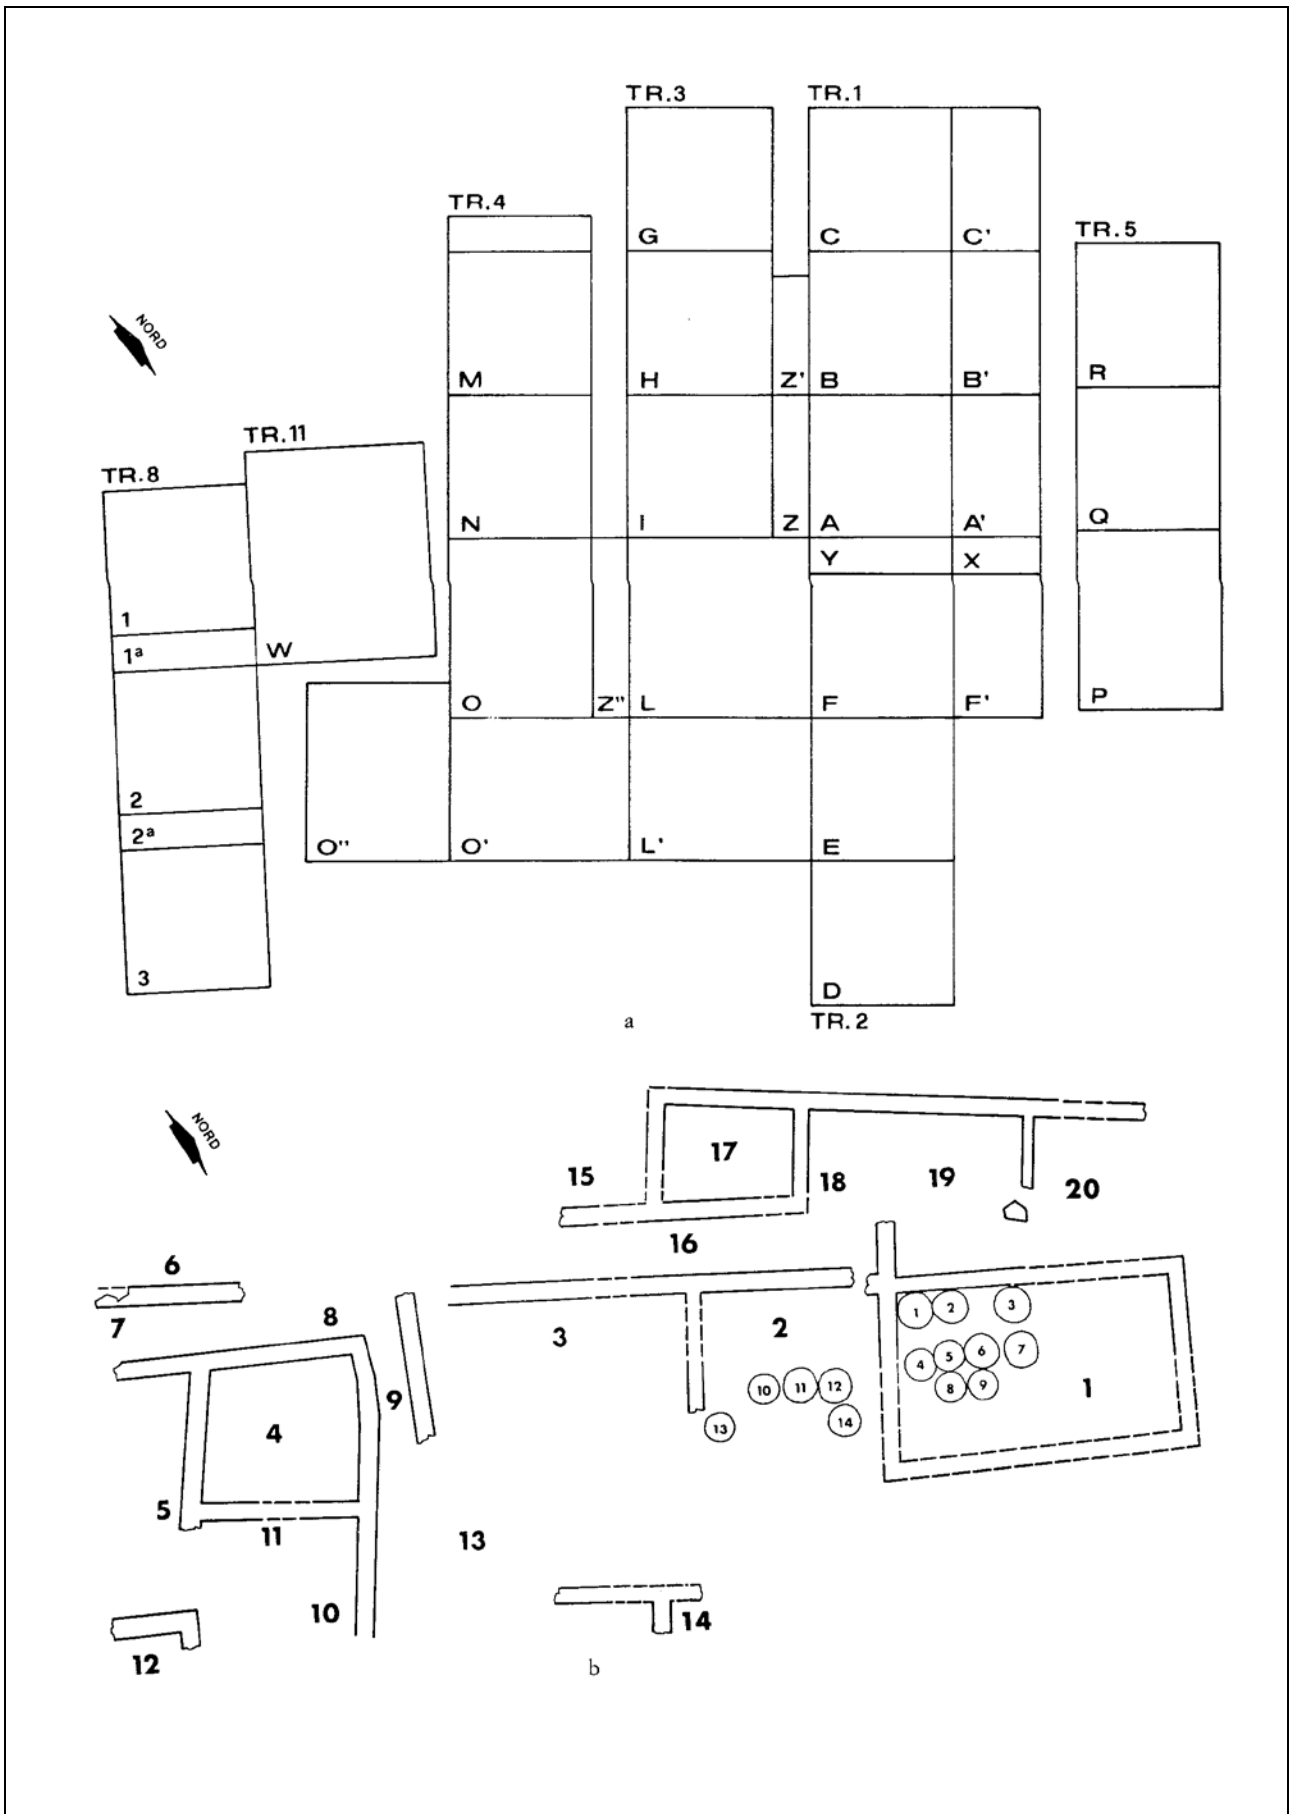 TR.3 TR.1
TR.4
G C C' TR.5
NORD
M H Z' B B' R
TR.11
TR.8
N I Z A A' Q
Y X
1
1a W
O Z" L F F' P
2
2a
O" O' L' E
3
D
a TR.2
NORD
17
15 18 19 20
16
6
7 8 3 2 1 2 3
9 4 5 6 7
10 11 12 8 9 1
4 13 14
5
11 13
10 14
12
b